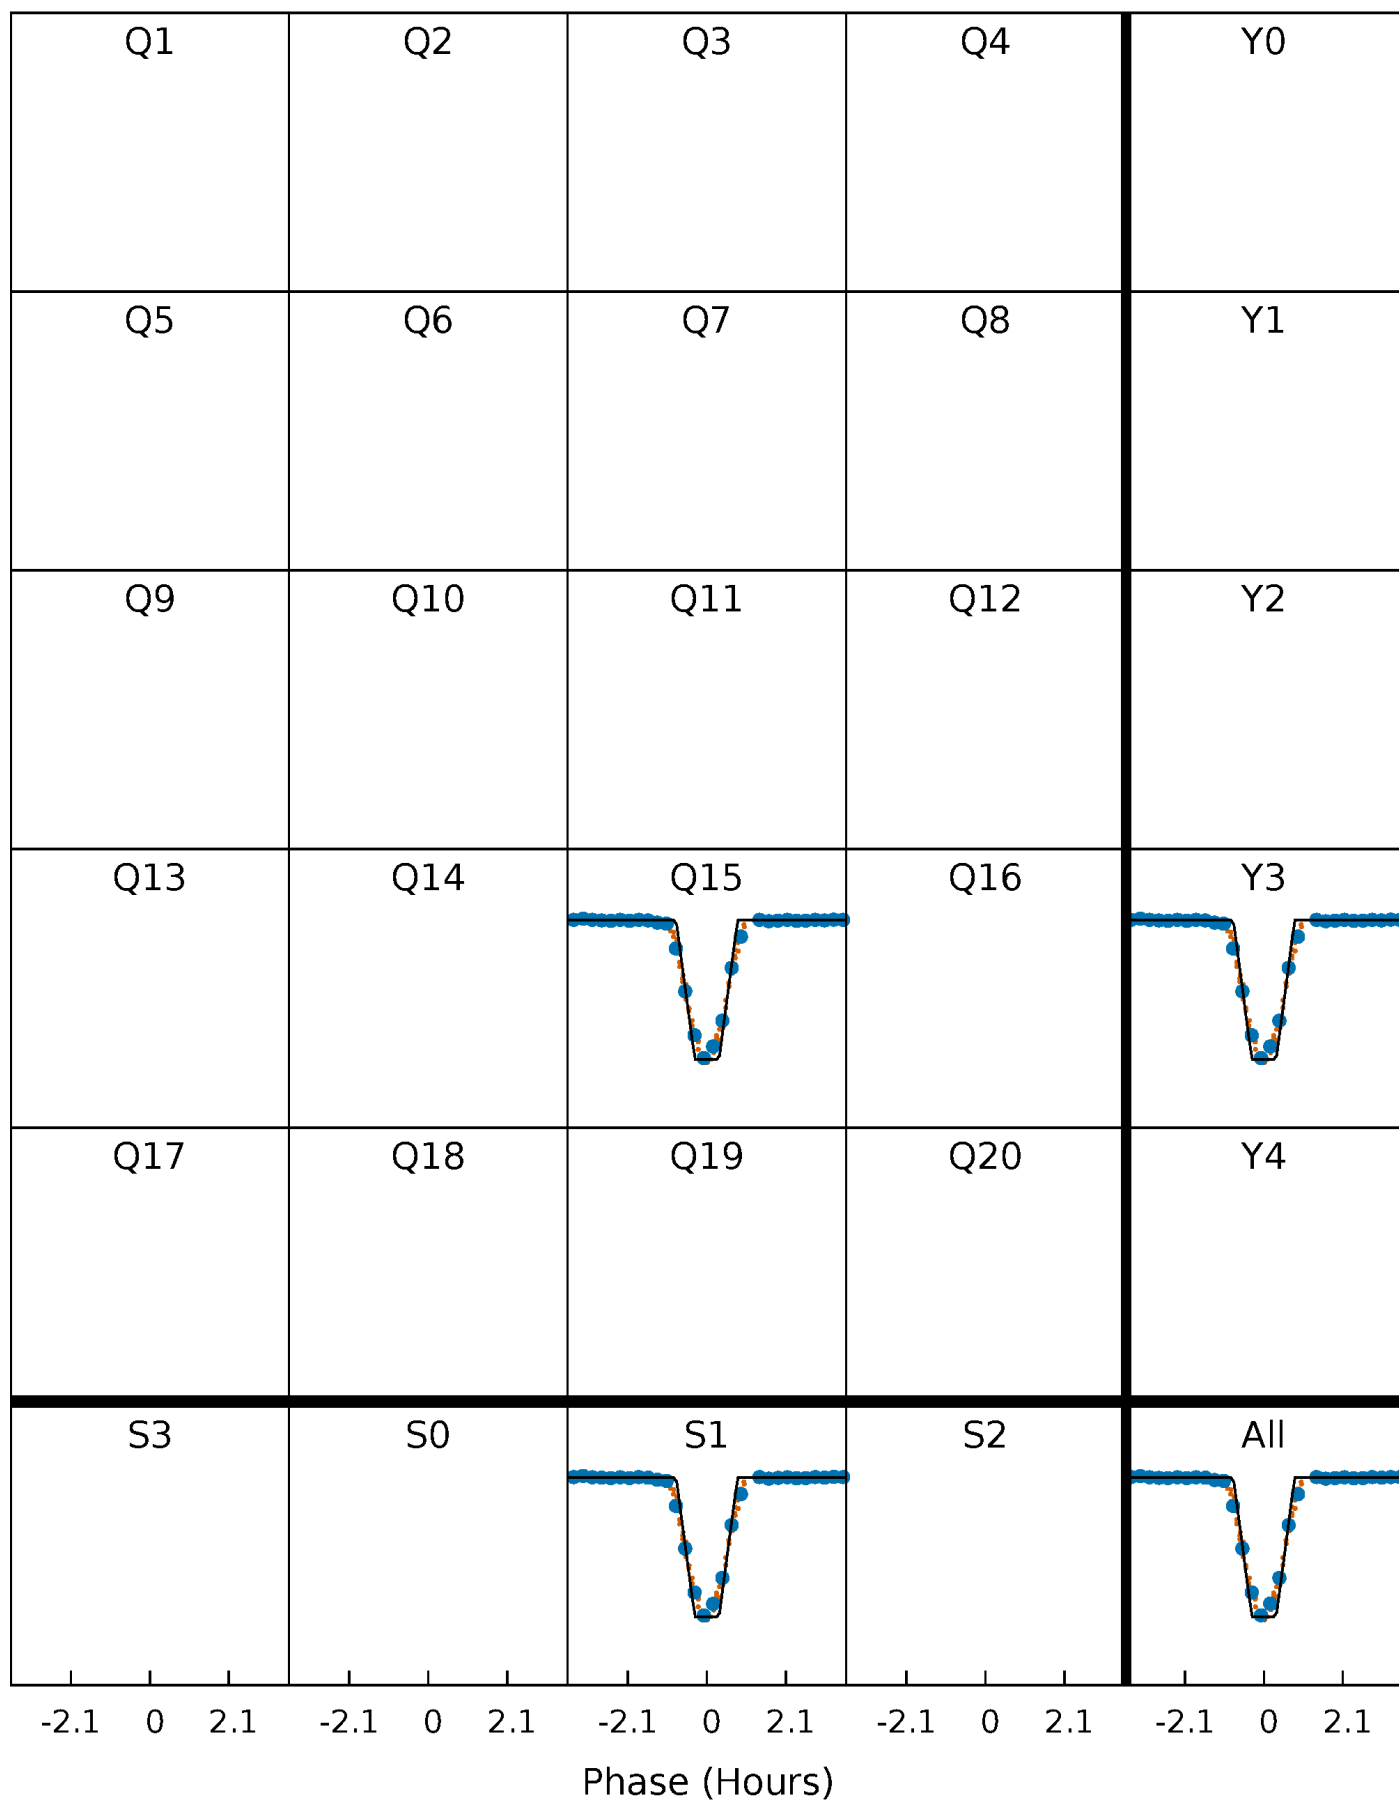 Q1 Q2 Q3 Q4 Y0
Q5 Q6 Q7 Q8 Y1
Q9 Q10 Q11 Q12 Y2
Q13 Q14 Q15 Q16 Y3
Q17 Q18 Q19 Q20 Y4
S3 S0 S1 S2 All
-2.1 0 2.1 -2.1 0 2.1 -2.1 0 2.1 -2.1 0 2.1 -2.1 0 2.1
Phase (Hours)